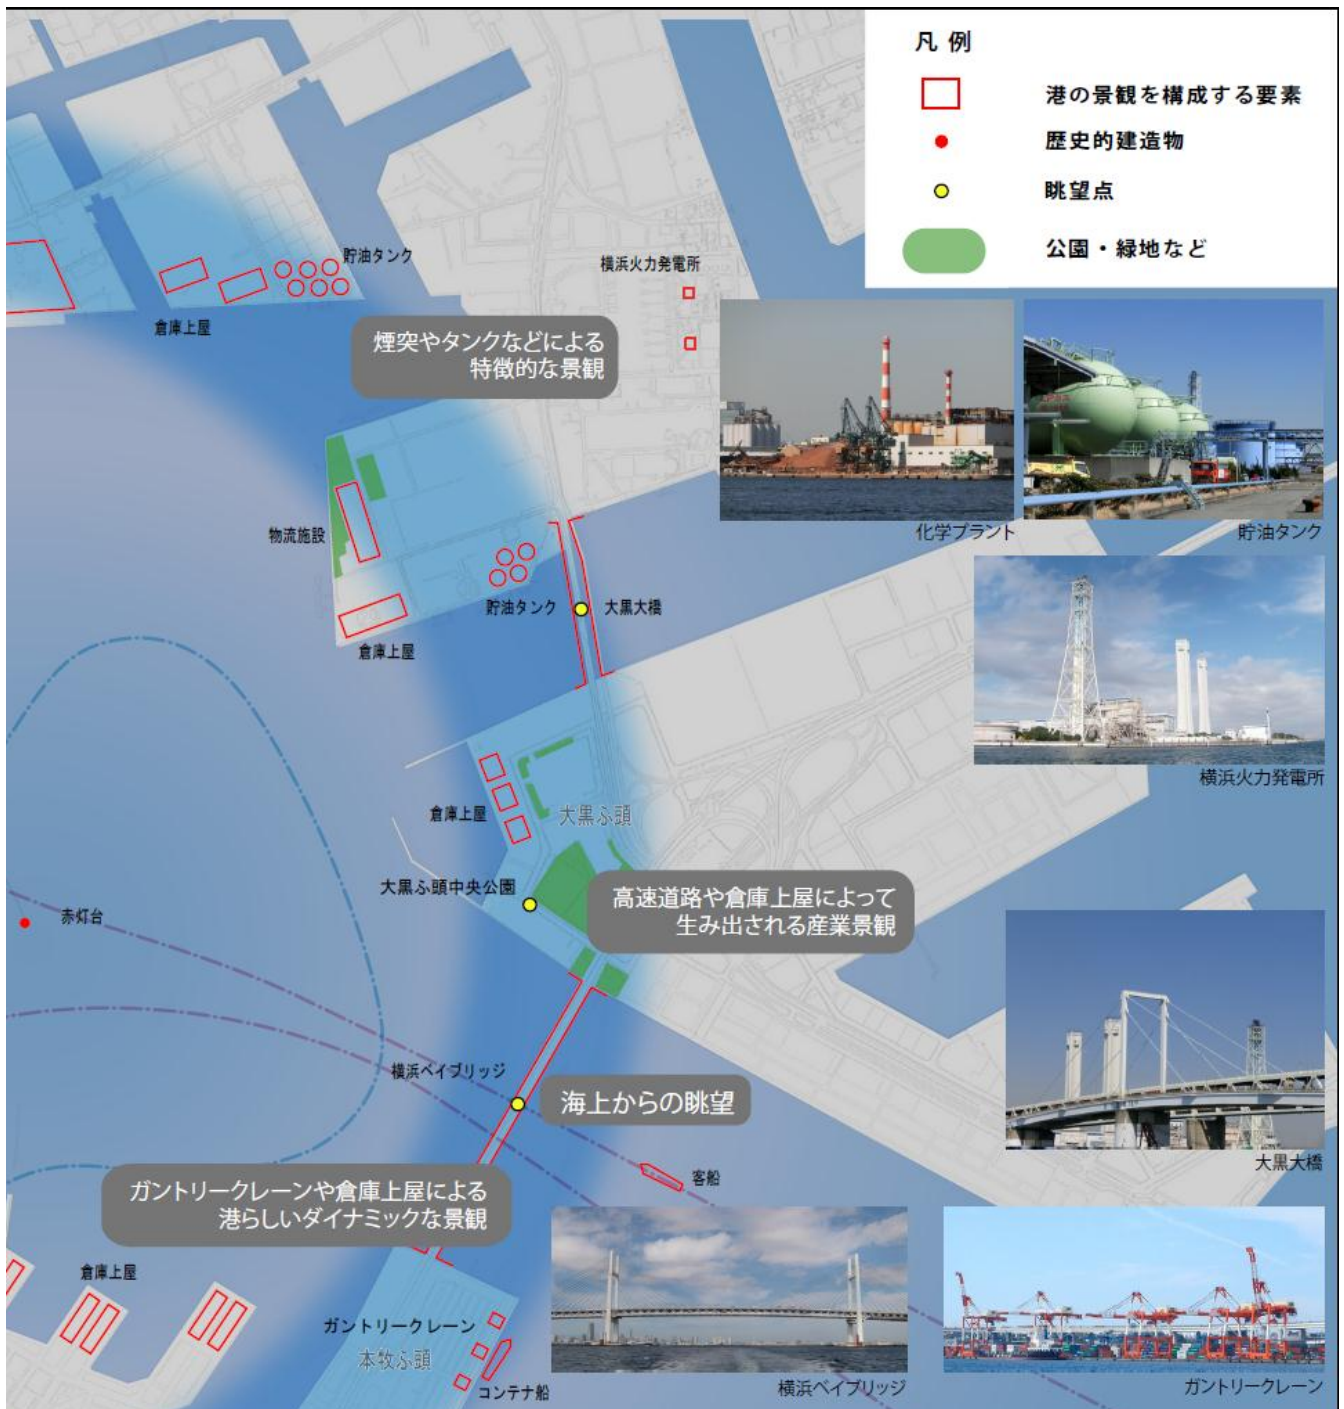 凡例
港の景観を構成する要素
歴史的建造物
眺望点
公園・緑地など
貯油タンク
横浜火力発電所
倉庫上屋
煙突やタンクなどによる
特徴的な景観
化学プラント
貯油タンク
物流施設
貯油タンク
大黒大橋
倉庫上屋
横浜火力発電所
倉庫上屋
大黒ふ頭
大黒ふ頭中央公園
高速道路や倉庫上屋によって
生み出される産業景観
赤灯台
横浜ベイブリッジ
海上からの眺望
大黒大橋
客船
ガントリークレーンや倉庫上屋による
港らしいダイナミックな景観
倉庫上屋
ガントリークレーン
本牧ふ頭
コンテナ船
横浜ベイブリッジ
ガントリークレーン